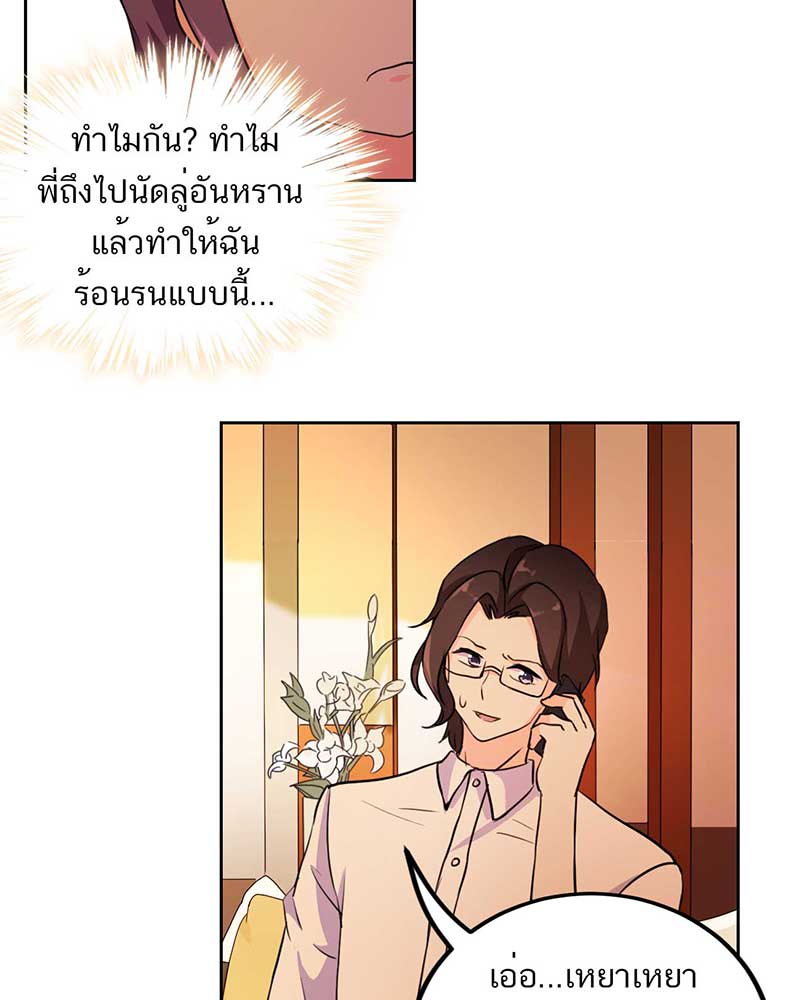 ทำไมกัน? ทำไม
พี่ถึงไปนัดลู่อันหราน
แล้วทำให้ฉัน
ร้อนรนแบบนี้...
เอ่อ...เหยาเหยา